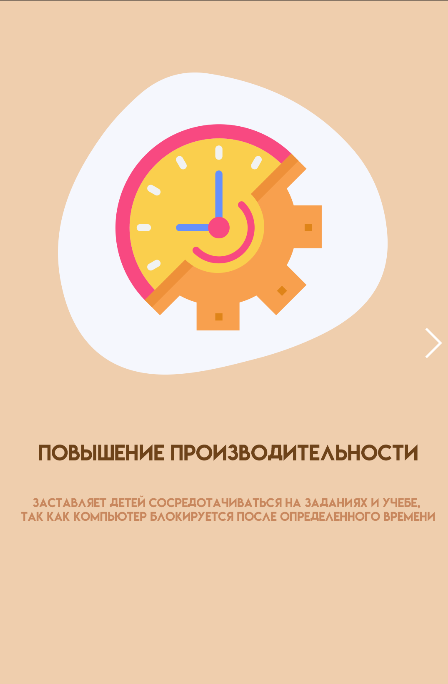 ПОВЫШЕНИЕ ПРОИЗВОДИТЕЛЬНОСТИ
ЗАСТАВЛЯЕТ ДЕТЕЙ СОСРЕДОТАЧИВАТЬСЯ НА ЗАДАНИЯХ И УЧЕБЕ,
ТАК КАК КОМПЬЮТЕР БЛОКИРУЕТСЯ ПОСЛЕ ОПРЕДЕЛЕННОГО ВРЕМЕНИ